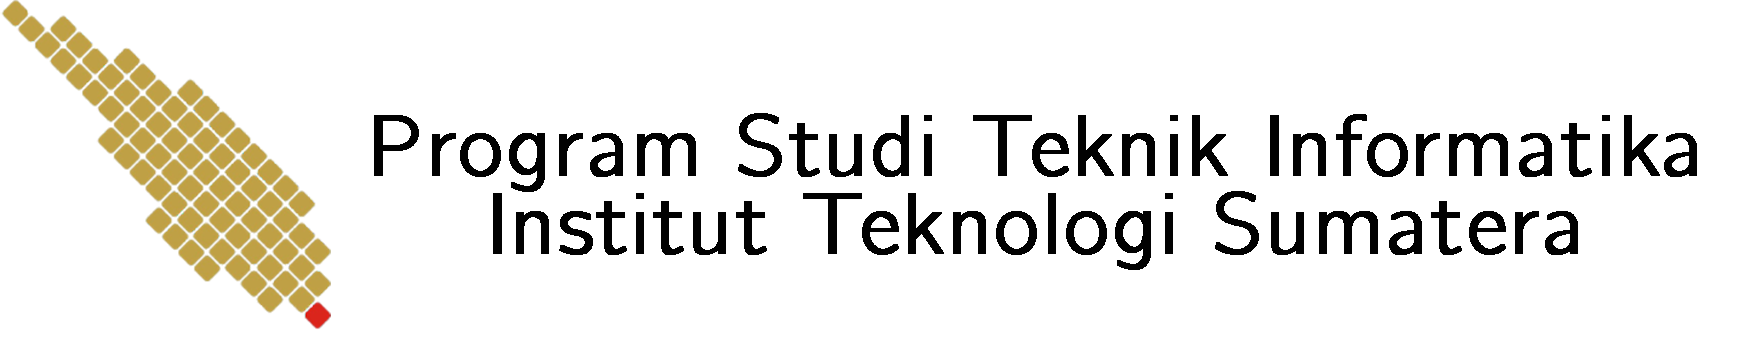 Program Studi Teknik Informatika
Institut Teknologi Sumatera